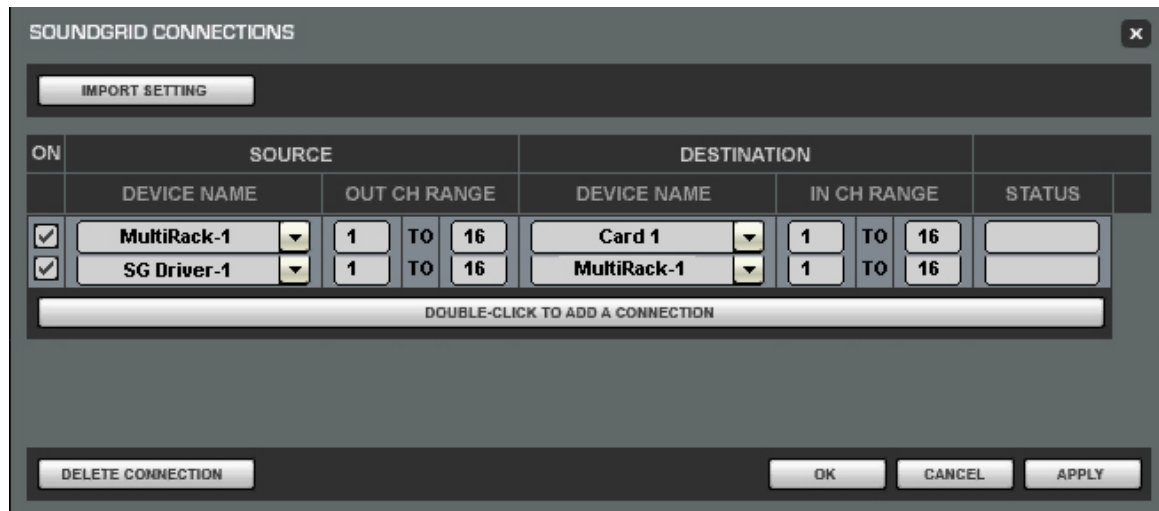 SOUNDGRID CONNECTIONS
x
IMPORT SETTING
ON SOURCE DESTINATION
DEVICE NAME OUT CH RANGE DEVICE NAME IN CH RANGE STATUS
MultiRack-1 1 TO 16 Card 1 1 TO 16
SG Driver-1 1 TO 16 MultiRack-1 1 TO 16
DOUBLE-CLICK TO ADD A CONNECTION
DELETE CONNECTION OK CANCEL APPLY